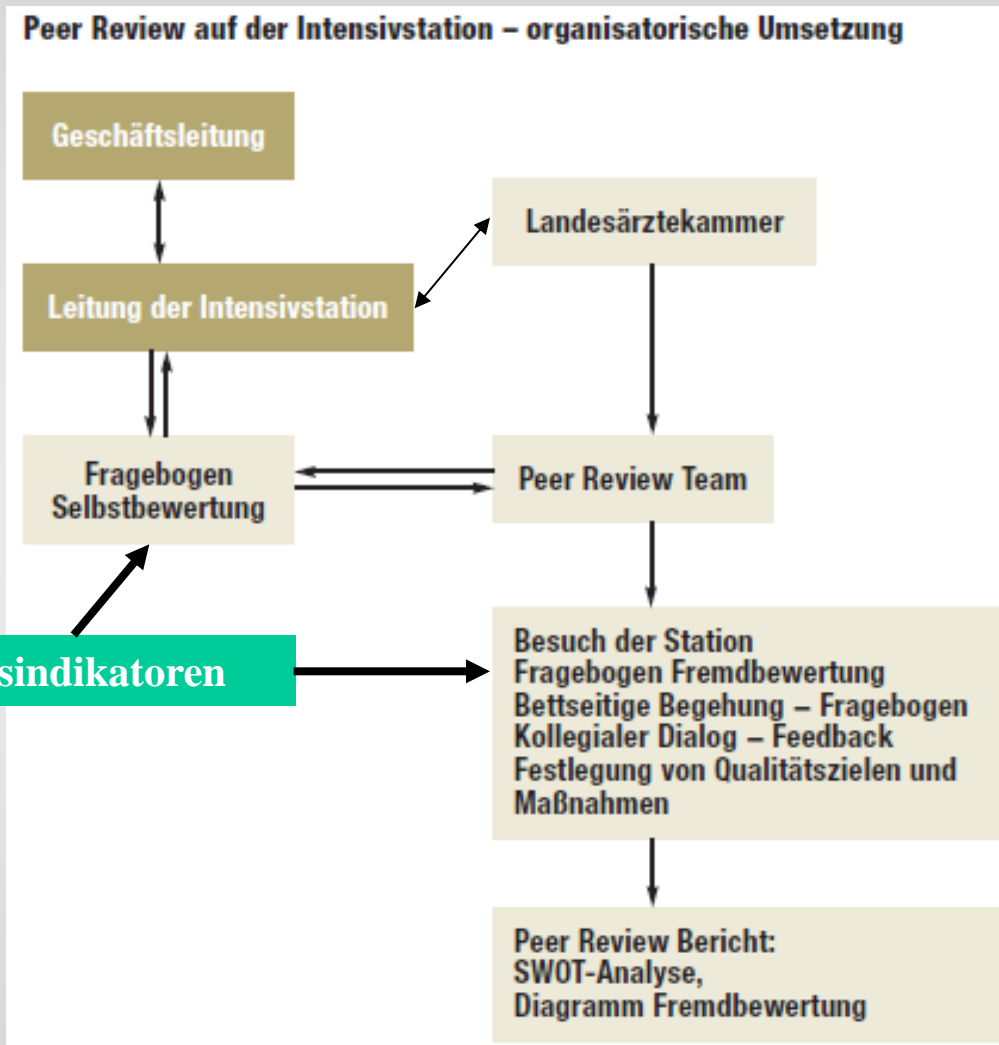 Peer Review auf der Intensivstation – organisatorische Umsetzung
Geschäftsleitung
Landesärztekammer
Leitung der Intensivstation
Fragebogen
Selbstbewertung
Peer Review Team
sindikatoren
Besuch der Station
Fragebogen Fremdbewertung
Bettseitige Begehung – Fragebogen
Kollegialer Dialog – Feedback
Festlegung von Qualitätszielen und
Maßnahmen
Peer Review Bericht:
SWOT-Analyse,
Diagramm Fremdbewertung